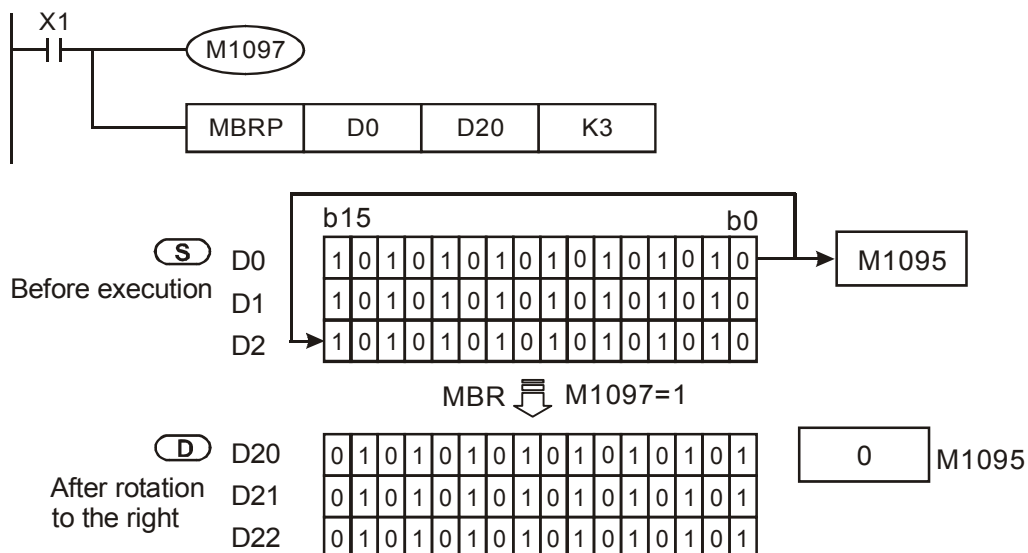 X1
M1097
MBRP D0 D20 K3
b15 b0
S D0 1 0 1 0 1 0 1 0 1 0 1 0 1 0 1 0 M1095
Before execution D1 1 0 1 0 1 0 1 0 1 0 1 0 1 0 1 0
D2 1 0 1 0 1 0 1 0 1 0 1 0 1 0 1 0
MBR M1097=1
D D20 0 1 0 1 0 1 0 1 0 1 0 1 0 1 0 1 0 M1095
After rotation D21 0 1 0 1 0 1 0 1 0 1 0 1 0 1 0 1
to the right D22 0 1 0 1 0 1 0 1 0 1 0 1 0 1 0 1